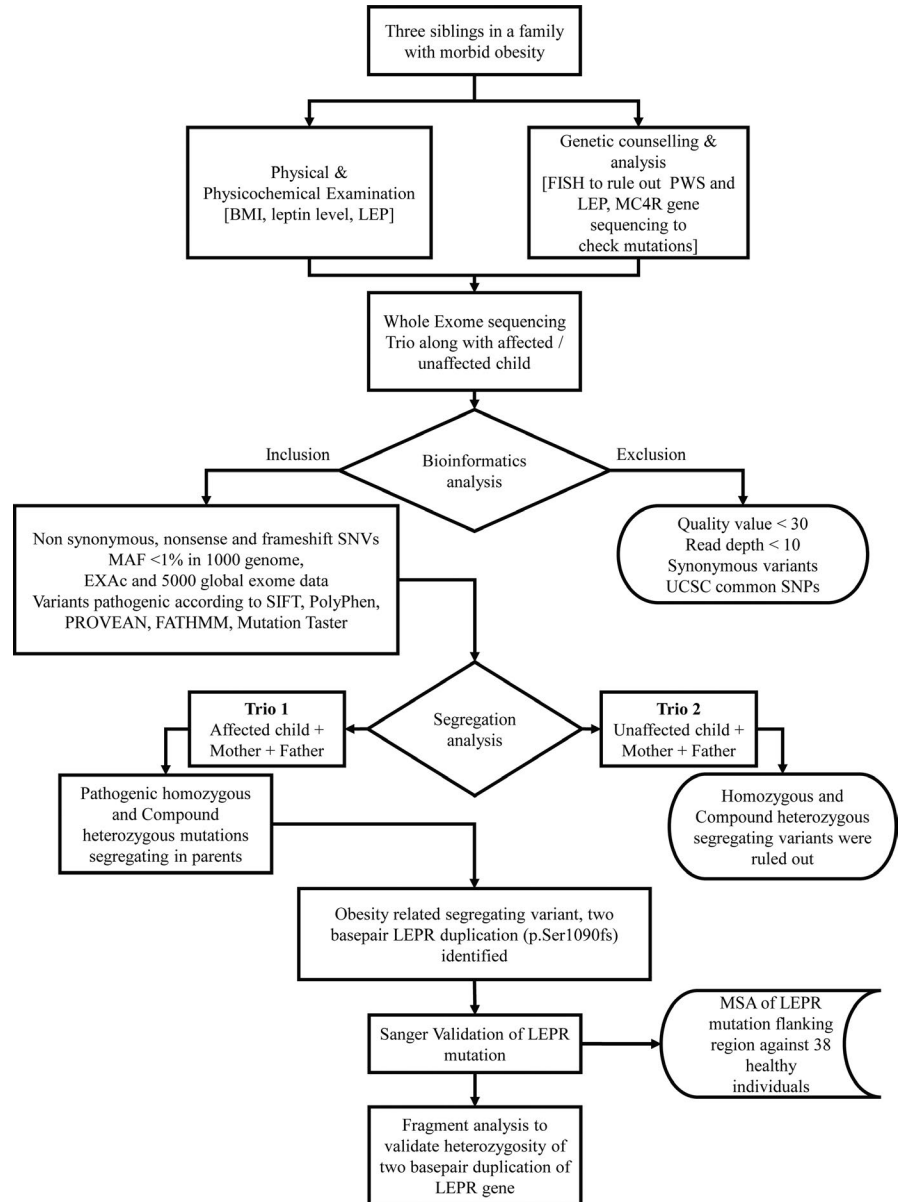 Three siblings in a family
with morbid obesity
Physical &
Physicochemical Examination
[BMI, leptin level, LEP]
Genetic counselling &
analysis
[FISH to rule out PWS and
LEP, MC4R gene
sequencing to
check mutations]
Whole Exome sequencing
Trio along with affected /
unaffected child
Bioinformatics
analysis
Inclusion
Exclusion
Non synonymous, nonsense and frameshift SNVs
MAF <1% in 1000 genome,
EXAc and 5000 global exome data
Variants pathogenic according to SIFT, PolyPhen,
PROVEAN, FATHMM, Mutation Taster
Quality value < 30
Read depth < 10
Synonymous variants
UCSC common SNPs
Segregation
analysis
Trio 1
Affected child +
Mother + Father
Trio 2
Unaffected child +
Mother + Father
Pathogenic homozygous
and Compound
heterozygous mutations
segregating in parents
Homozygous and
Compound heterozygous
segregating variants were
ruled out
Obesity related segregating variant, two
basepair LEPR duplication (p.Ser1090fs)
identified
Sanger Validation of LEPR
mutation
MSA of LEPR
mutation flanking
region against 38
healthy
individuals
Fragment analysis to
validate heterozygosity of
two basepair duplication of
LEPR gene